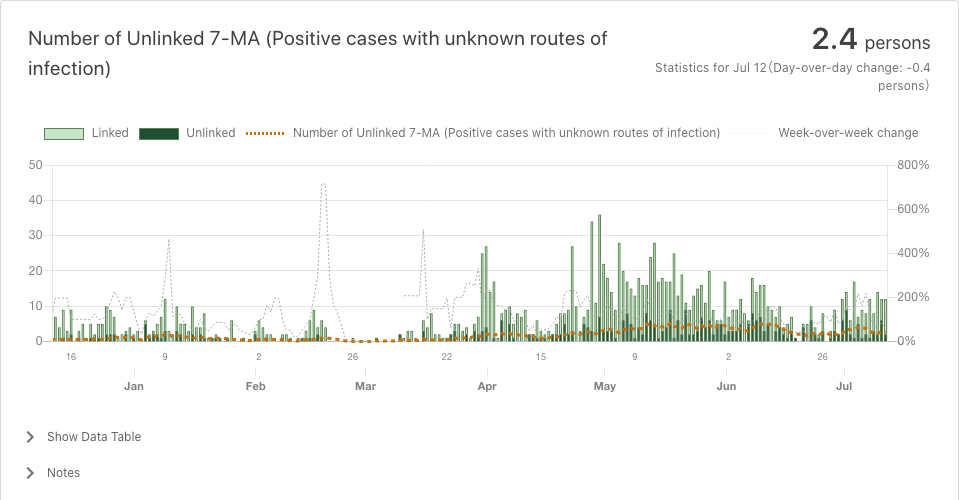 Number of Unlinked 7-MA (Positive cases with unknown routes of
infection)
2.4 persons
Statistics for Jul 12(Day-over-day change: -0.4
persons)
Linked Unlinked Number of Unlinked 7-MA (Positive cases with unknown routes of infection) Week-over-week change
50 800%
40 600%
30 400%
20
10 200%
0 0%
16 9 2 26 22 15 9 2 26
Jan Feb Mar Apr May Jun Jul
Show Data Table
Notes